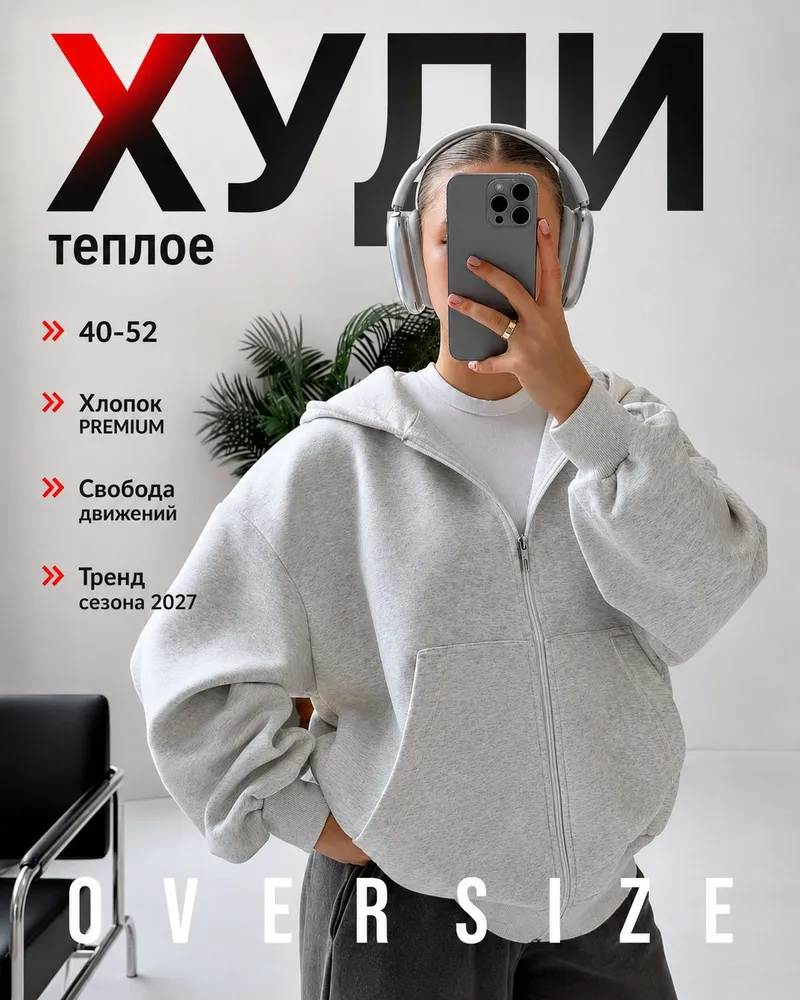 ХУДИ
теплое
40-52
Хлопок
PREMIUM
Свобода
движений
Тренд
сезона 2027
OVERSIZE